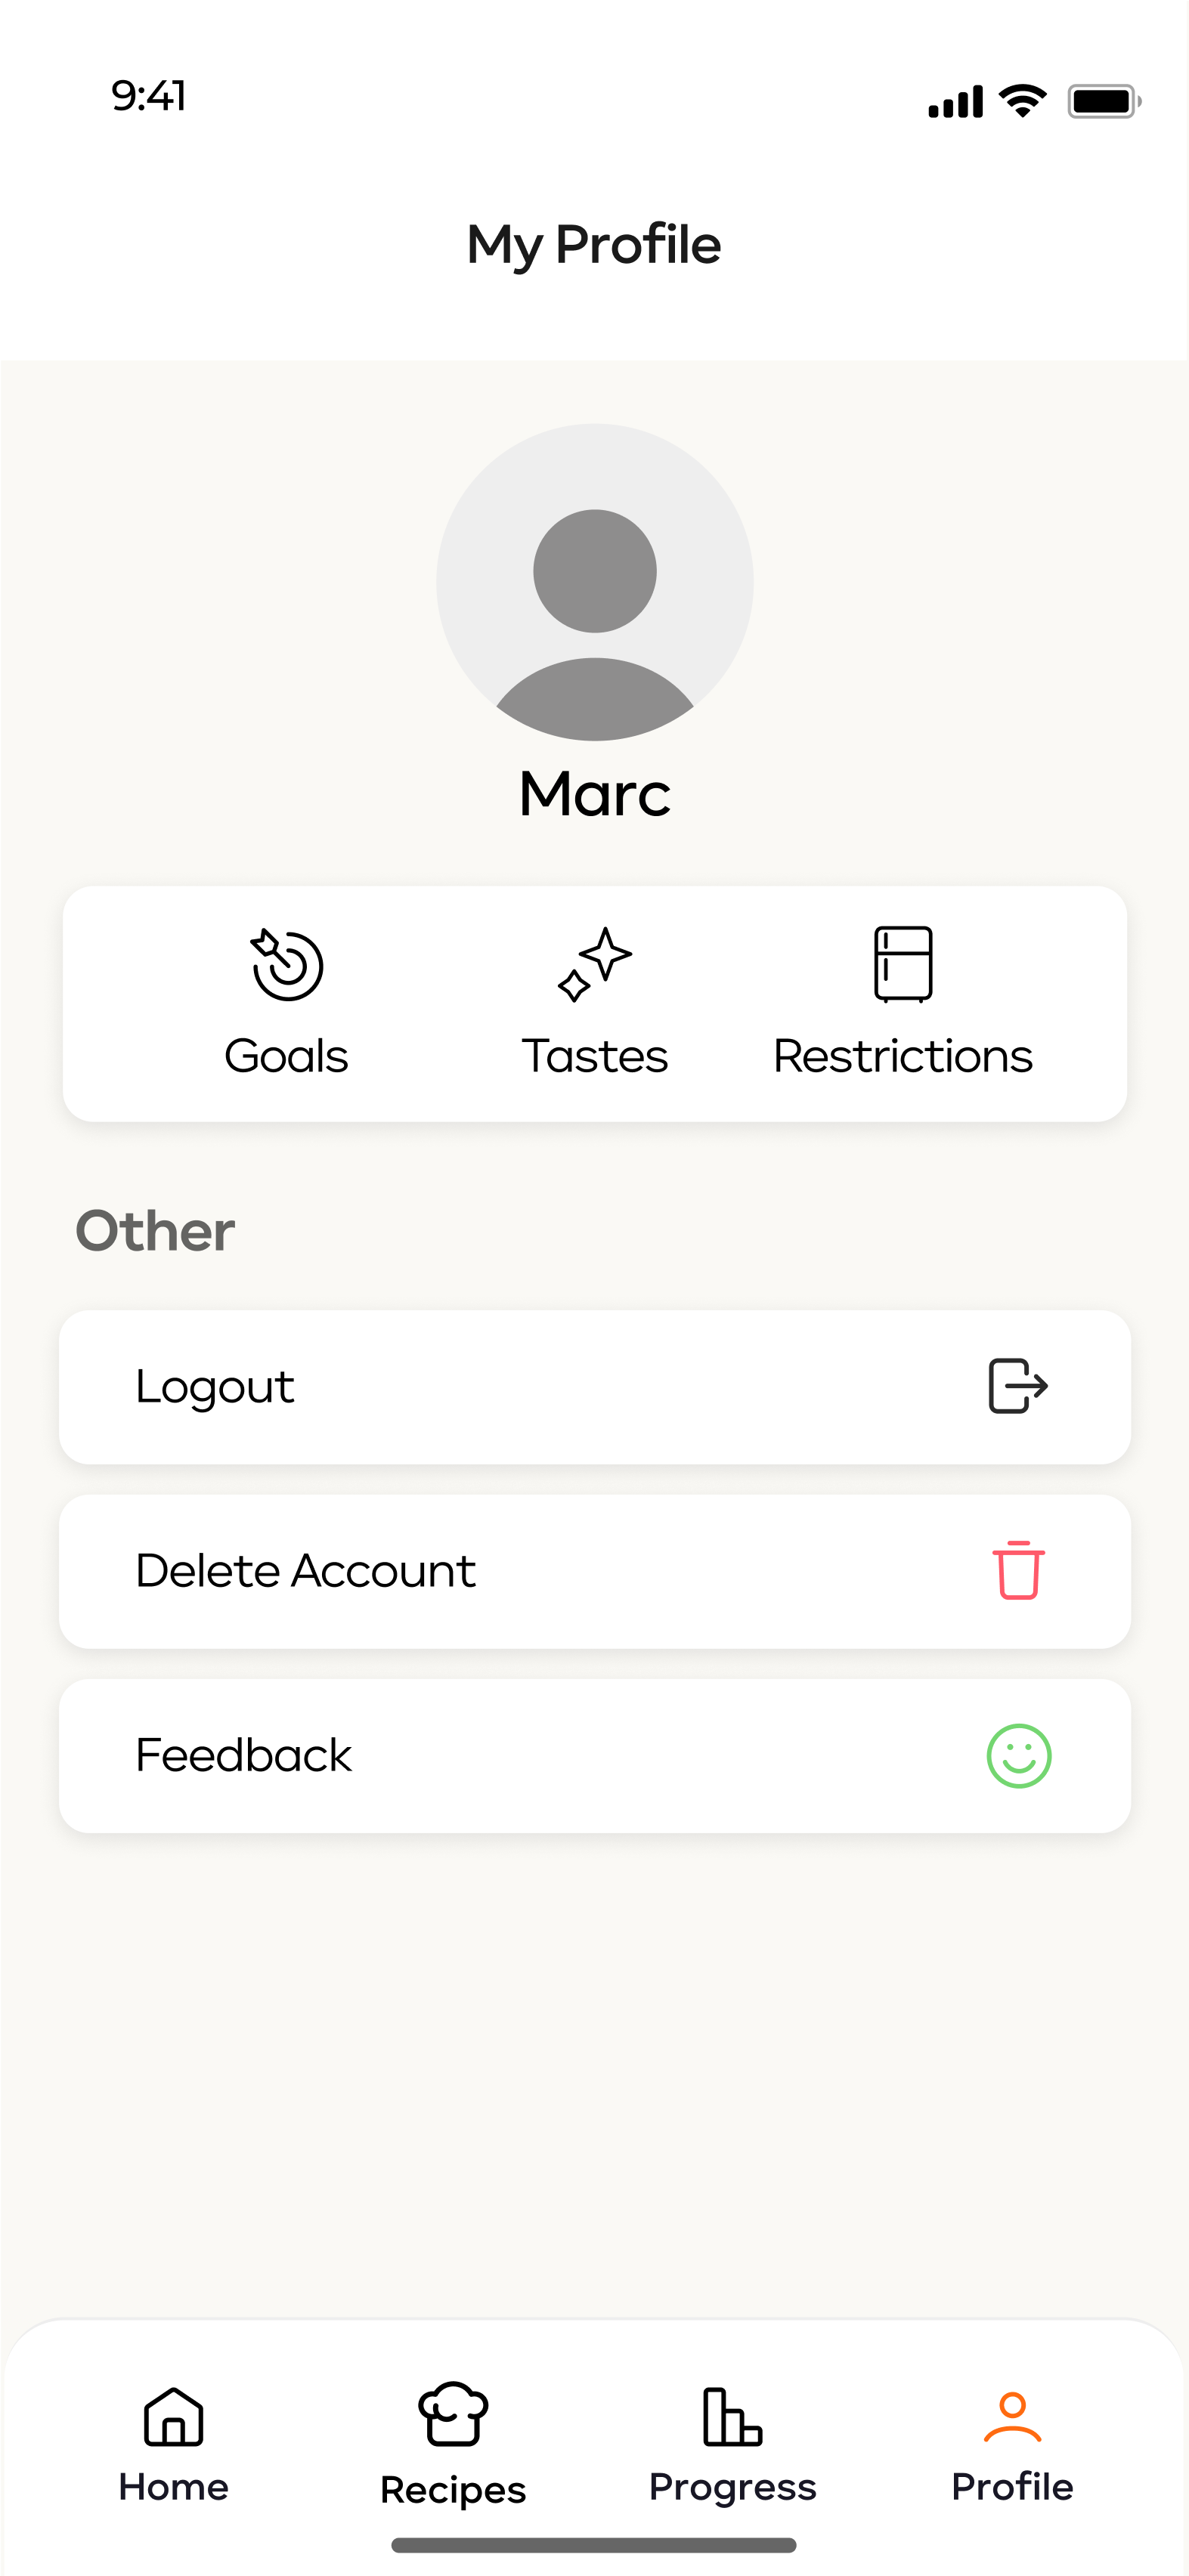 9:41
My Profile
Marc
Goals Tastes Restrictions
Other
Logout
Delete Account
Feedback
Home Recipes Progress Profile